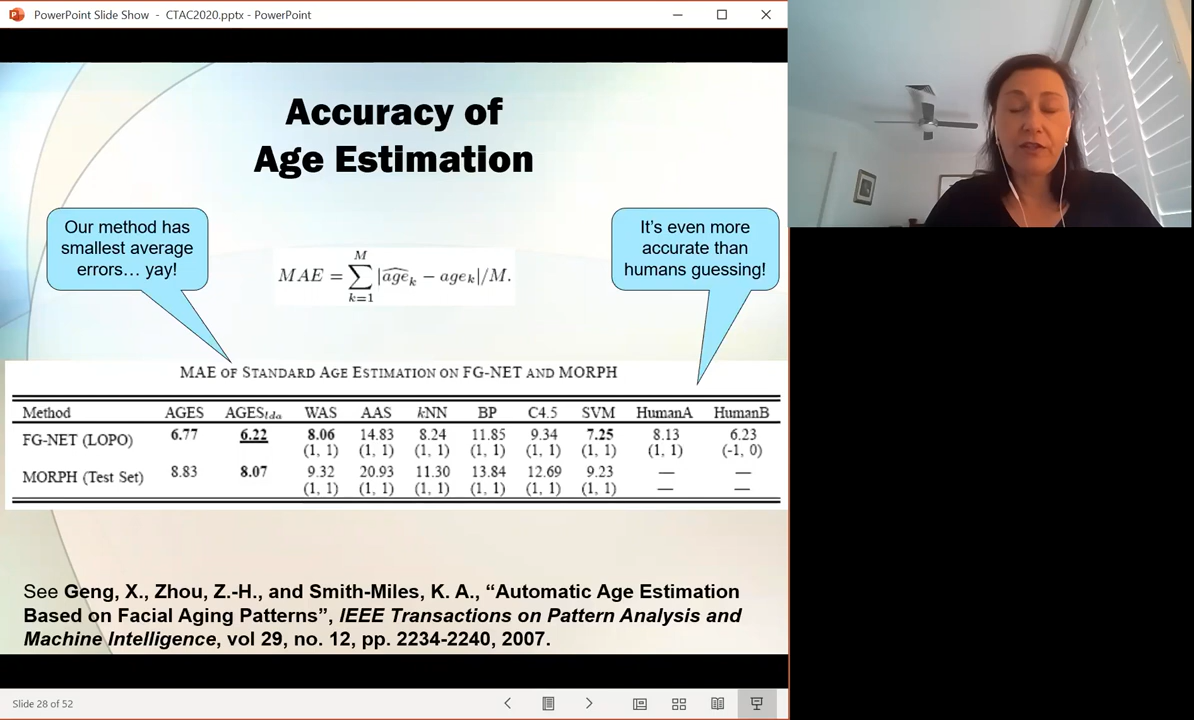 PowerPoint Slide Show - CTAC2020.pptx - PowerPoint
Accuracy of
Age Estimation
Our method has
smallest average
errors… yay!
It's even more
accurate than
humans guessing!
MAE = \sum_{k=1}^{M} |\widehat{age}_k − age_k|/M.
MAE OF STANDARD AGE ESTIMATION ON FG-NET AND MORPH
Method AGES AGES_{lda} WAS AAS kNN BP C4.5 SVM HumanA HumanB
FG-NET (LOPO) 6.77 6.22 8.06 14.83 8.24 11.85 9.34 7.25 8.13 6.23
(1, 1) (1, 1) (1, 1) (1, 1) (1, 1) (1, 1) (1, 1) (-1, 0)
MORPH (Test Set) 8.83 8.07 9.32 20.93 11.30 13.84 12.69 9.23 — —
(1, 1) (1, 1) (1, 1) (1, 1) (1, 1) (1, 1) — —
See Geng, X., Zhou, Z.-H., and Smith-Miles, K. A., “Automatic Age Estimation
Based on Facial Aging Patterns”, IEEE Transactions on Pattern Analysis and
Machine Intelligence, vol 29, no. 12, pp. 2234-2240, 2007.
Slide 28 of 52